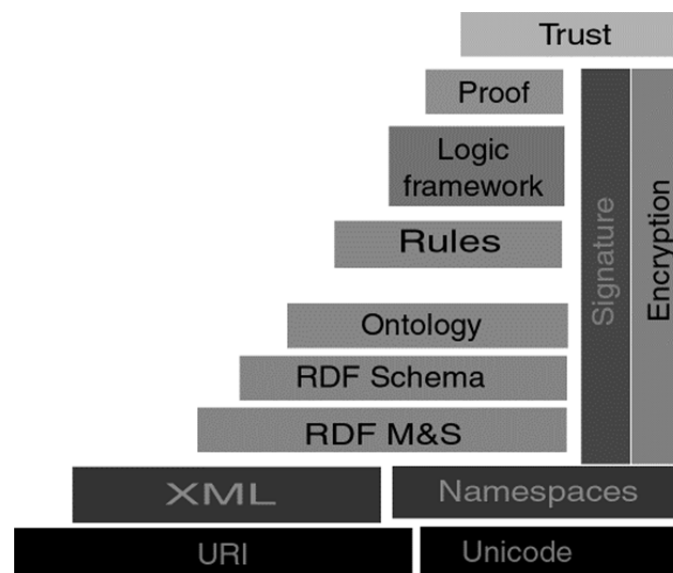 Trust
Proof
Logic
framework
Rules
Ontology
RDF Schema
RDF M&S
Signature
Encryption
XML
Namespaces
URI
Unicode